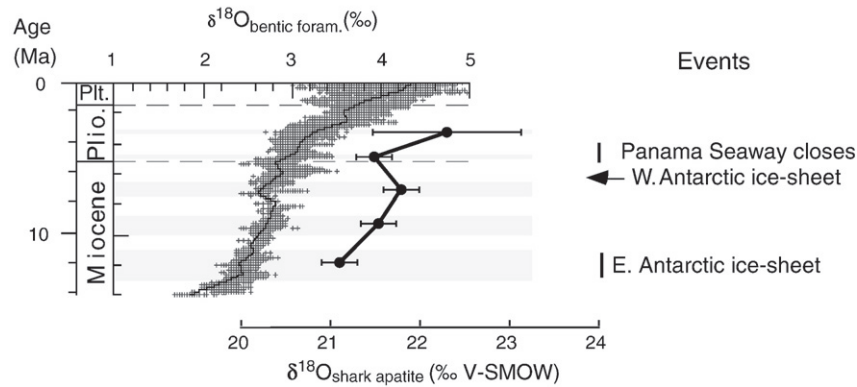 δ18Obentic foram.(‰)
Age
(Ma)
1 2 3 4 5
Events
0
Plt.
Plio.
Panama Seaway closes
W. Antarctic ice-sheet
Miocene
10
E. Antarctic ice-sheet
20 21 22 23 24
δ18Oshark apatite (‰ V-SMOW)